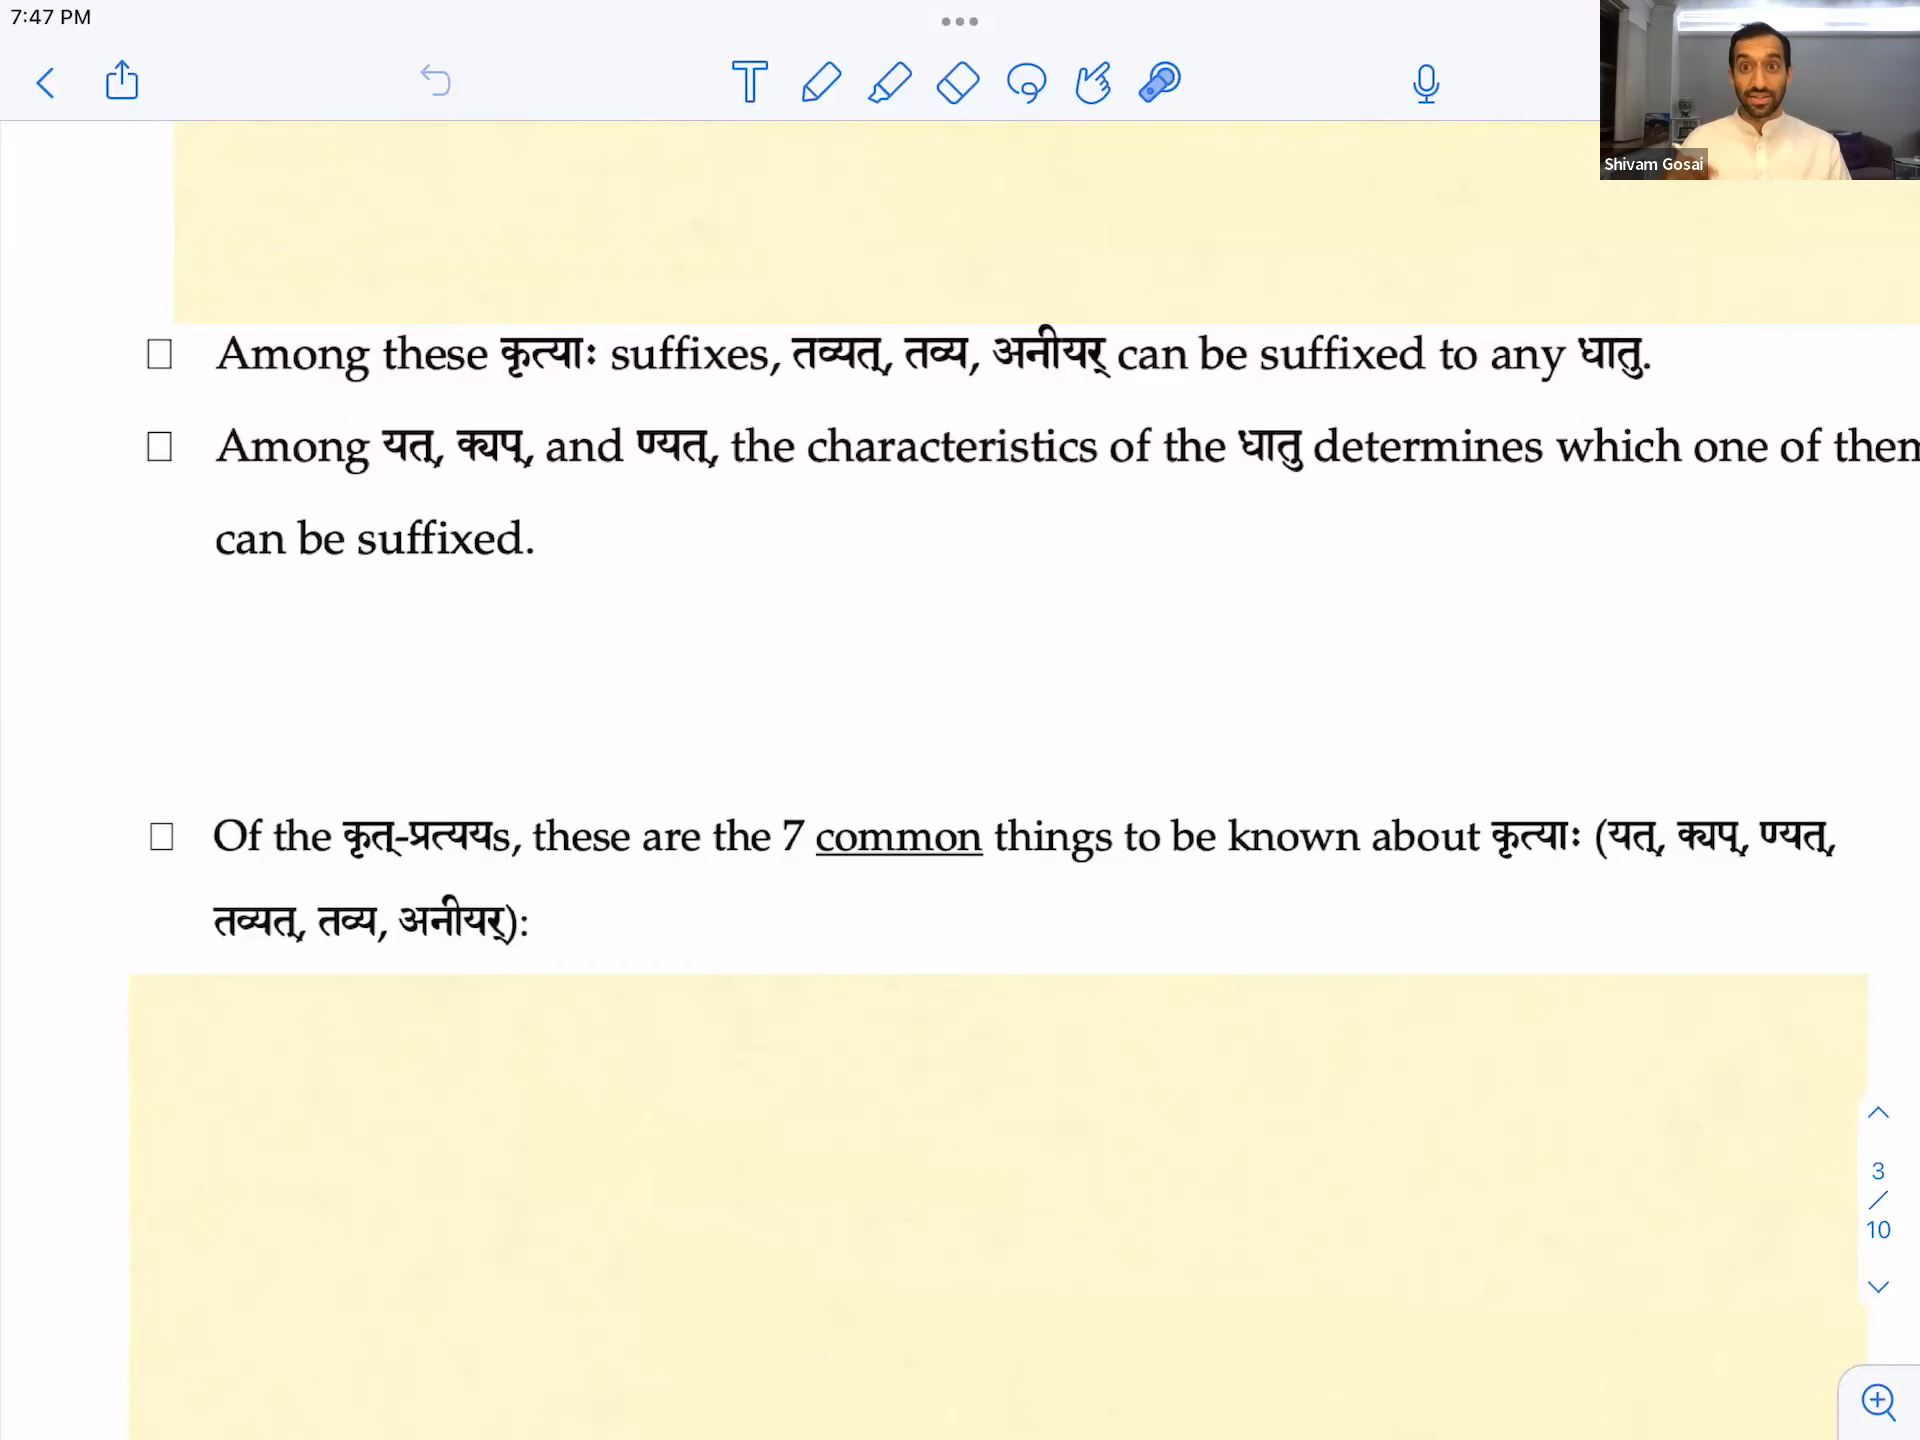 7:47 PM
Shivam Gosai
Among these कृत्याः suffixes, तव्यत्, तव्य, अनीयर् can be suffixed to any धातु.
Among यत्, क्यप्, and ण्यत्, the characteristics of the धातु determines which one of them
can be suffixed.
Of the कृत्-प्रत्ययs, these are the 7 common things to be known about कृत्याः (यत्, क्यप्, ण्यत्,
तव्यत्, तव्य, अनीयर्):
3
/
10